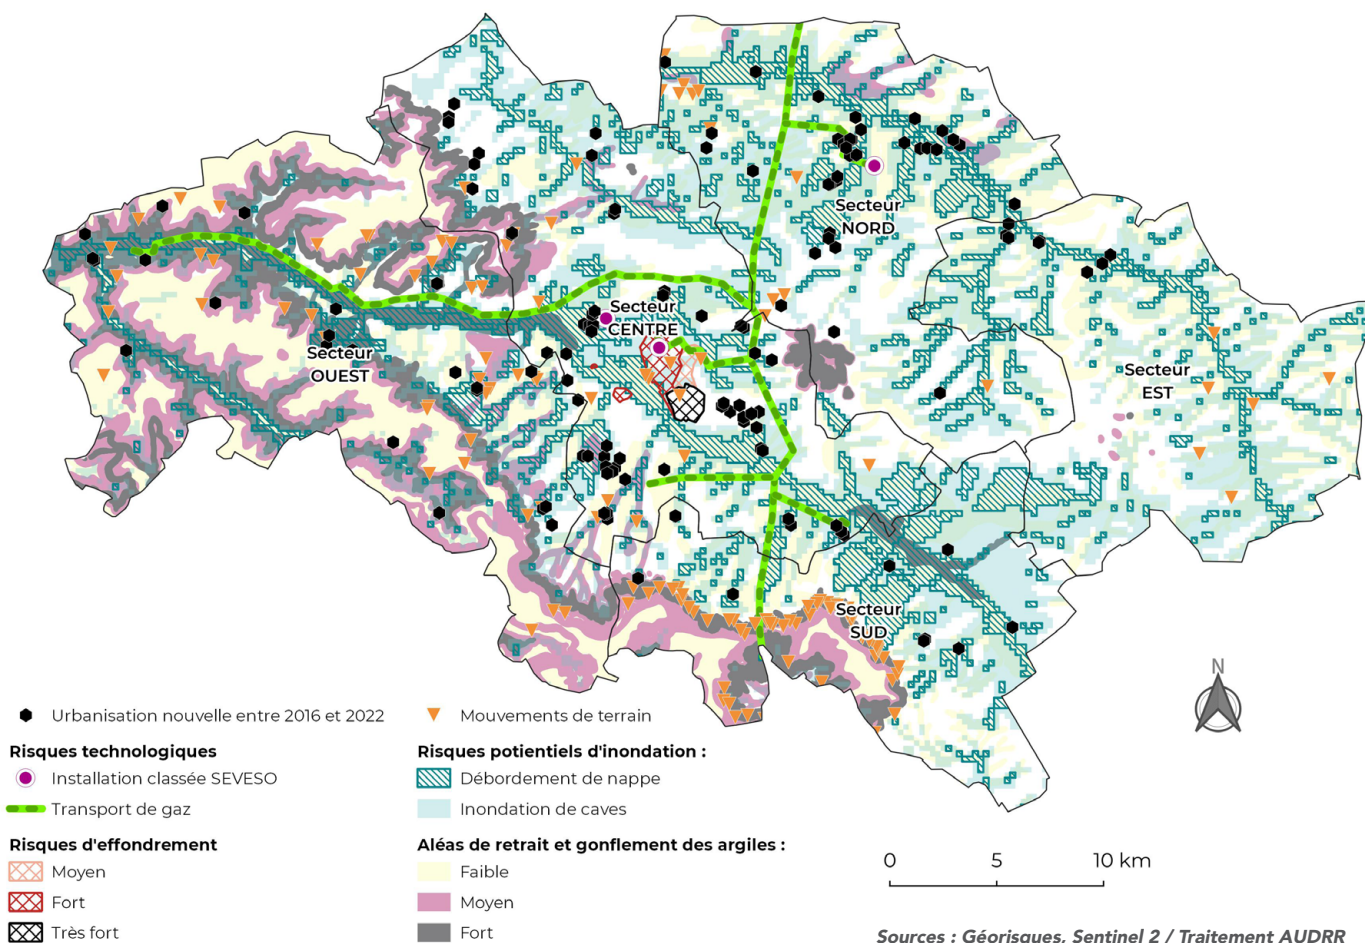 Secteur
NORD
Secteur
CENTRE
Secteur
OUEST
Secteur
EST
Secteur
SUD
N
Urbanisation nouvelle entre 2016 et 2022
Mouvements de terrain
Risques technologiques
Installation classée SEVESO
Transport de gaz
Risques d'effondrement
Moyen
Fort
Très fort
Risques potientiels d'inondation :
Débordement de nappe
Inondation de caves
Aléas de retrait et gonflement des argiles :
Faible
Moyen
Fort
0 5 10 km
Sources : Géorisques, Sentinel 2 / Traitement AUDRR